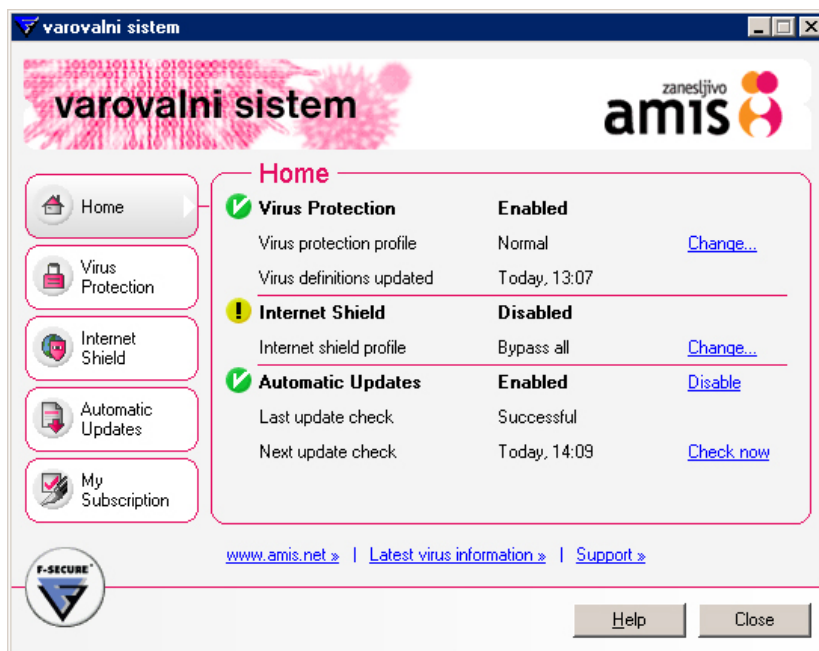 varovalni sistem
varovalni sistem
zanesljivo
amis
Home
Home
Virus Protection Enabled
Virus protection profile Normal Change...
Virus definitions updated Today, 13:07
Internet Shield Disabled
Internet shield profile Bypass all Change...
Automatic Updates Enabled Disable
Last update check Successful
Next update check Today, 14:09 Check now
Virus
Protection
Internet
Shield
Automatic
Updates
My
Subscription
www.amis.net » | Latest virus information » | Support »
F-SECURE
Help Close